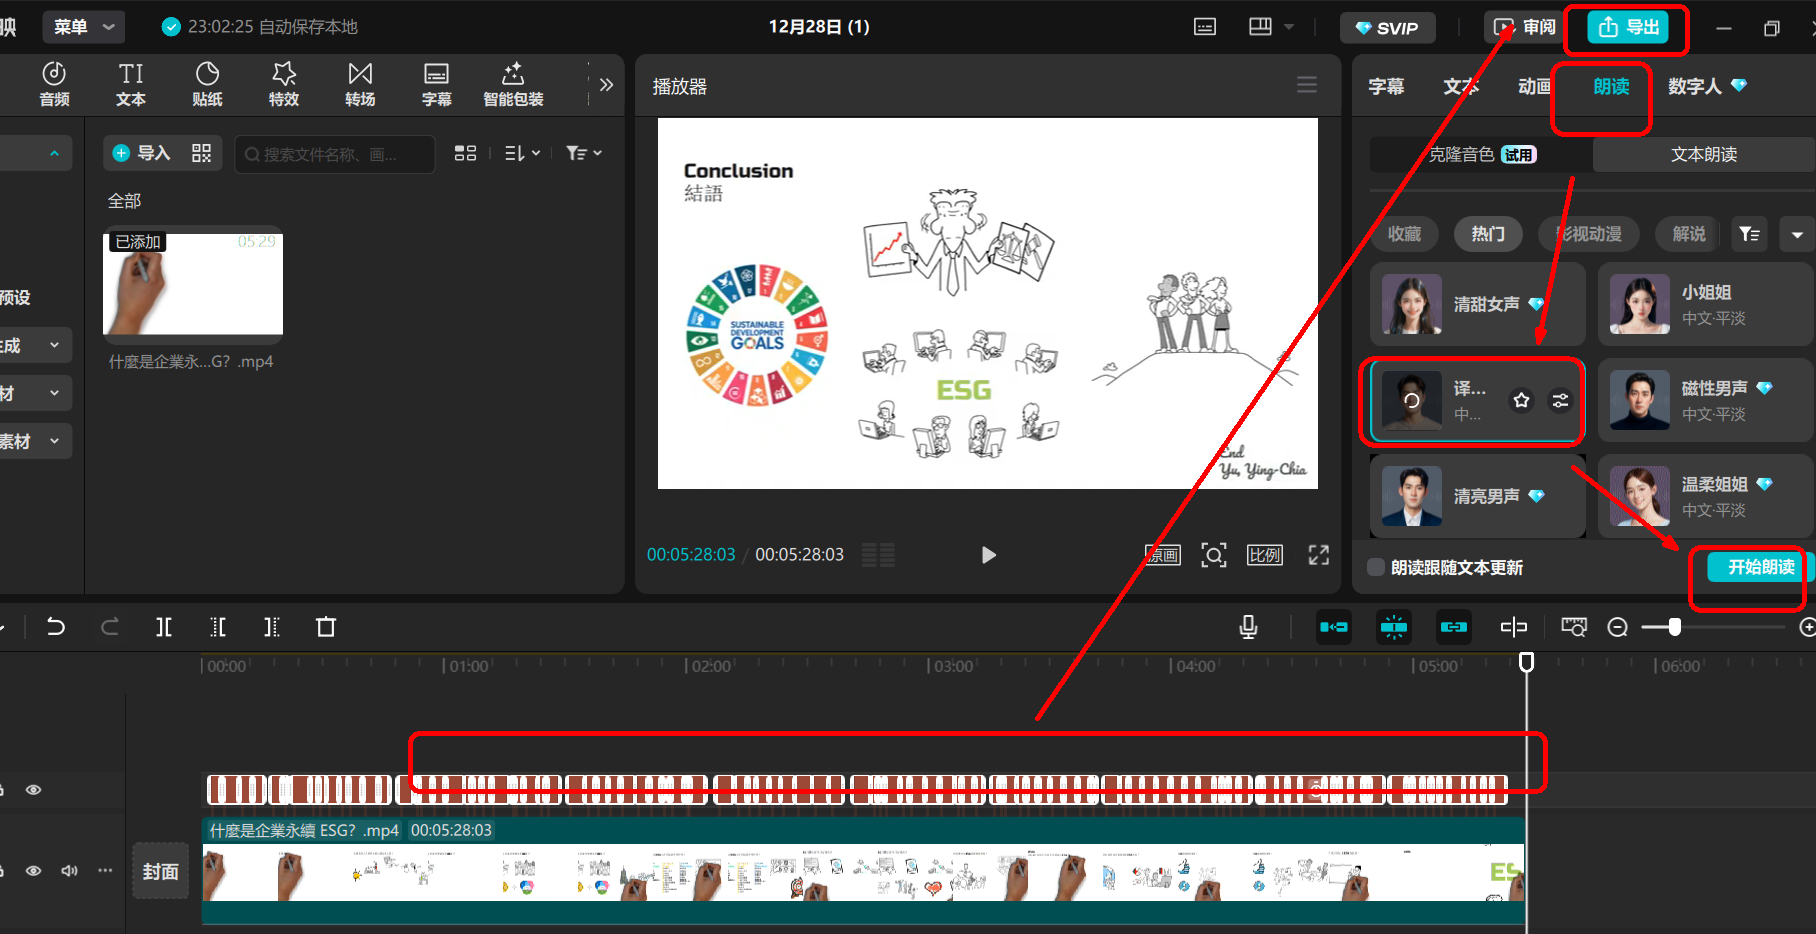 映
菜单
23:02:25 自动保存本地
12月28日 (1)
SVIP
审阅
导出
音频
文本
贴纸
特效
转场
字幕
智能包装
播放器
字幕
文本
动画
朗读
数字人
导入
搜索文件名称、画...
克隆音色 试用
文本朗读
全部
已添加
05:29
什麼是企業永...G? .mp4
预设
生成
材
素材
Conclusion
結語
SUSTAINABLE
DEVELOPMENT
GOALS
ESG
End
Yu, Ying-Chia
收藏
热门
影视动漫
解说
清甜女声
小姐姐
中文·平淡
译...
中...
磁性男声
中文·平淡
清亮男声
温柔姐姐
中文·平淡
00:05:28:03 / 00:05:28:03
原画
比例
朗读跟随文本更新
开始朗读
00:00
01:00
02:00
03:00
04:00
05:00
06:00
什麼是企業永續 ESG? .mp4 00:05:28:03
封面
ES